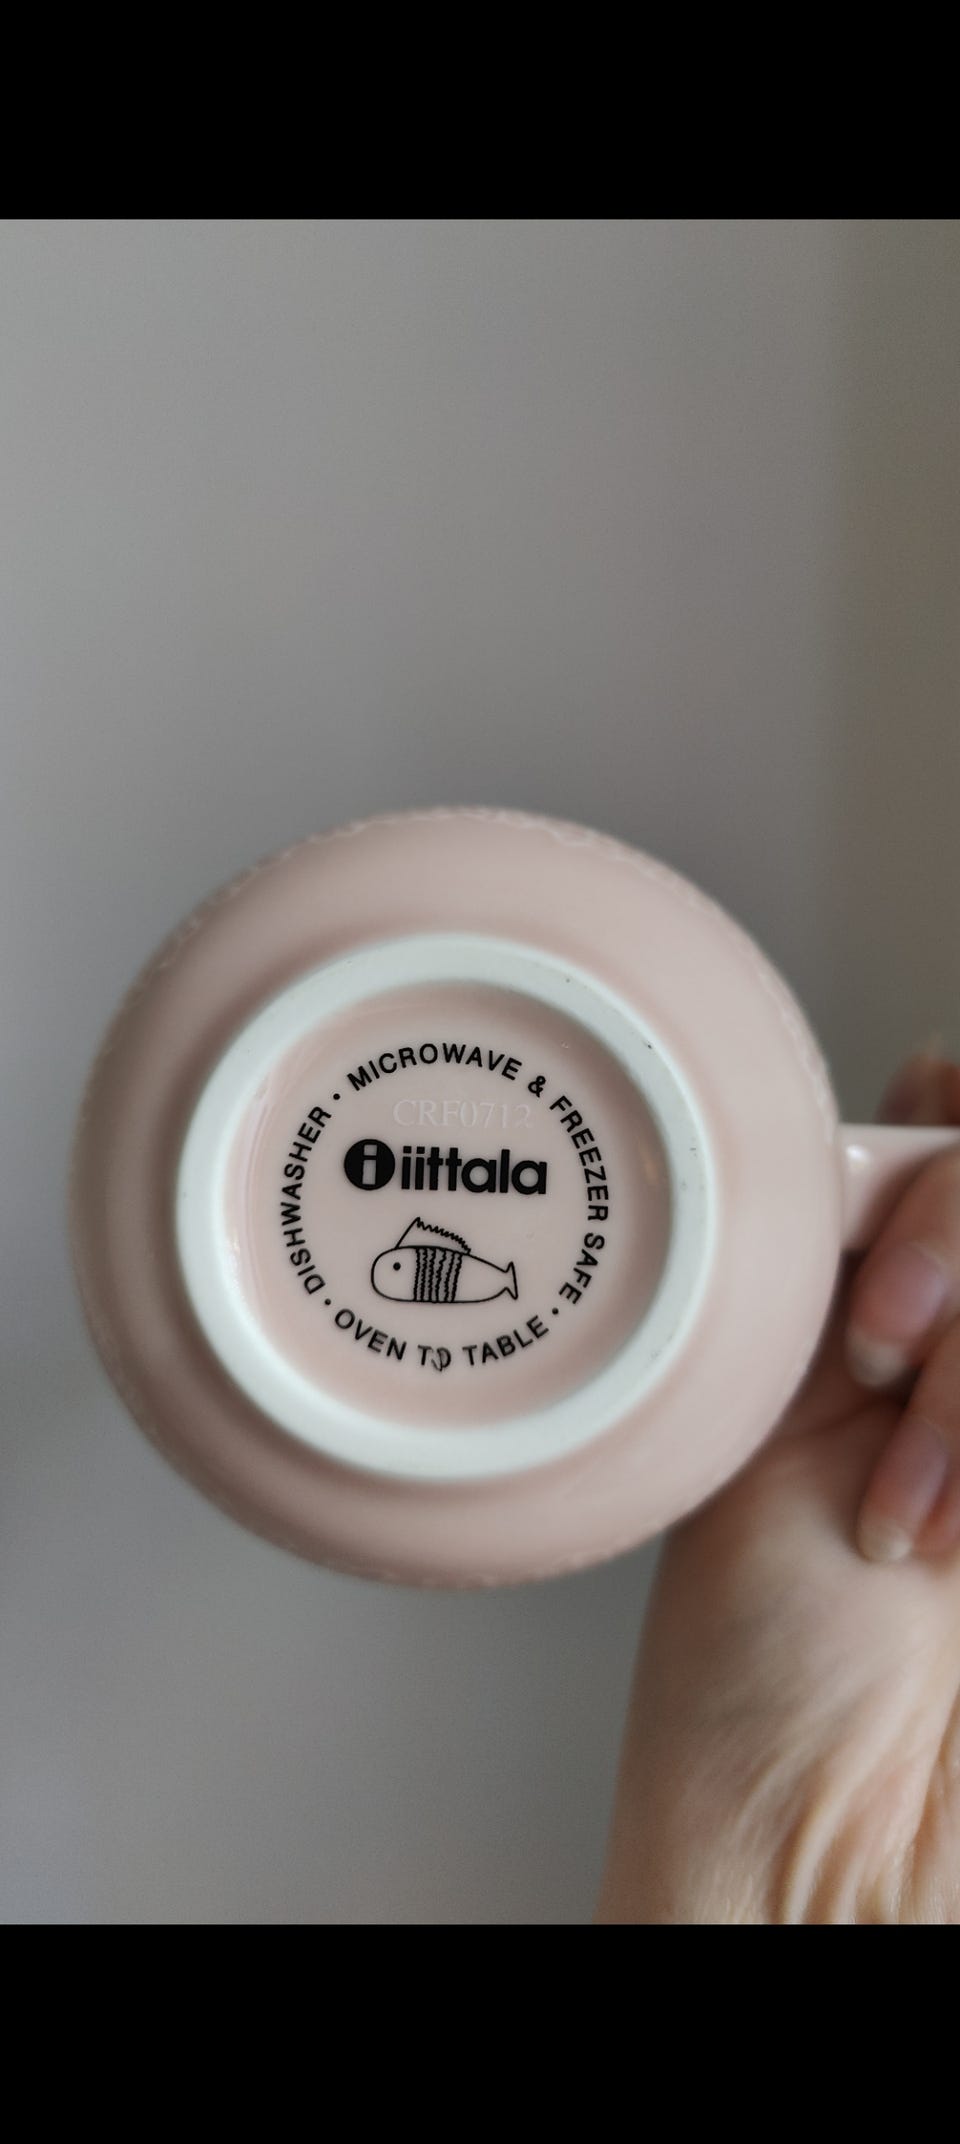 DISHWASHER • MICROWAVE & FREEZER SAFE • OVEN TO TABLE •
CRF0712
iittala